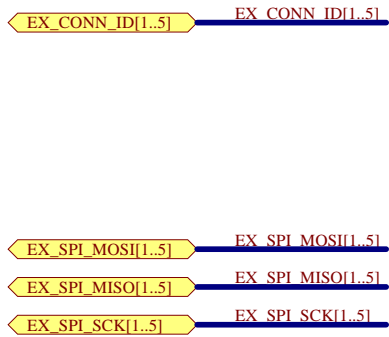 EX_CONN_ID[1..5] EX_CONN_ID[1..5]
EX_SPI_MOSI[1..5] EX_SPI_MOSI[1..5]
EX_SPI_MISO[1..5] EX_SPI_MISO[1..5]
EX_SPI_SCK[1..5] EX_SPI_SCK[1..5]